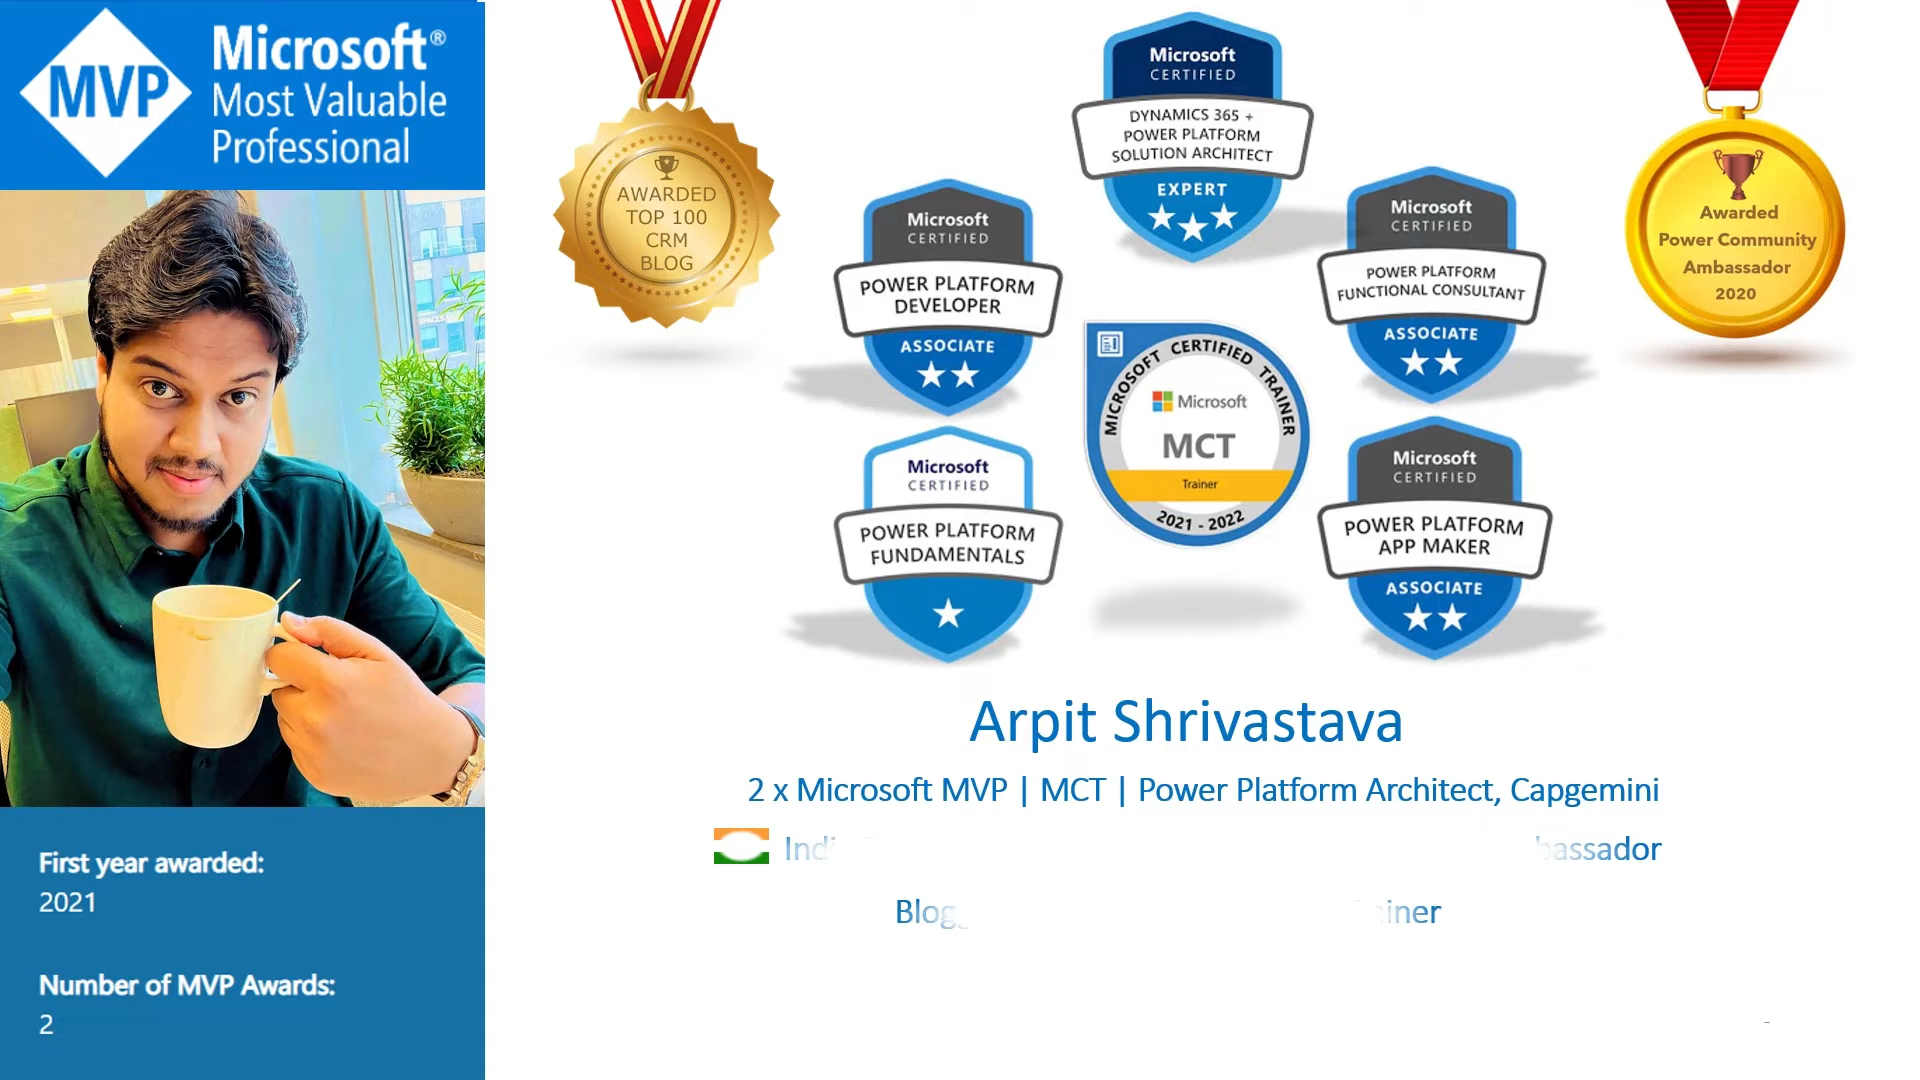 MVP
Microsoft®
Most Valuable
Professional
First year awarded:
2021
Number of MVP Awards:
2
AWARDED
TOP 100
CRM
BLOG
Microsoft
CERTIFIED
DYNAMICS 365 +
POWER PLATFORM
SOLUTION ARCHITECT
EXPERT
Microsoft
CERTIFIED
POWER PLATFORM
DEVELOPER
ASSOCIATE
Microsoft
CERTIFIED
POWER PLATFORM
FUNCTIONAL CONSULTANT
ASSOCIATE
Awarded
Power Community
Ambassador
2020
MICROSOFT CERTIFIED TRAINER
Microsoft
MCT
Trainer
2021 - 2022
Microsoft
CERTIFIED
POWER PLATFORM
FUNDAMENTALS
Microsoft
CERTIFIED
POWER PLATFORM
APP MAKER
ASSOCIATE
Arpit Shrivastava
2 x Microsoft MVP | MCT | Power Platform Architect, Capgemini